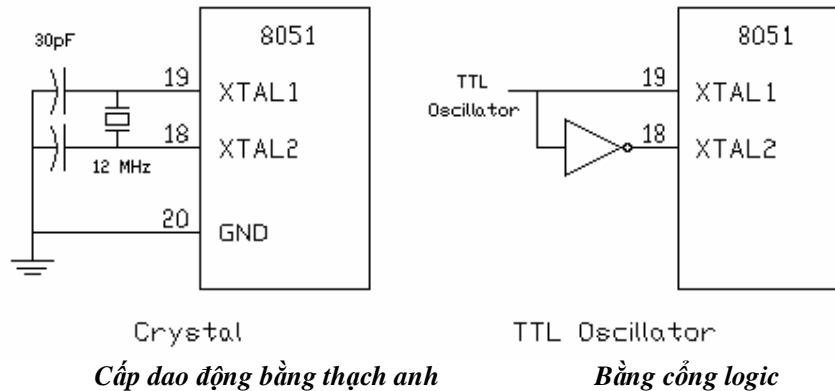 30pF
8051
19
XTAL1
18
XTAL2
12 MHz
20
GND
Crystal
8051
TTL
Oscillator
19
XTAL1
18
XTAL2
TTL Oscillator
Cấp dao động bằng thạch anh
Bằng cổng logic